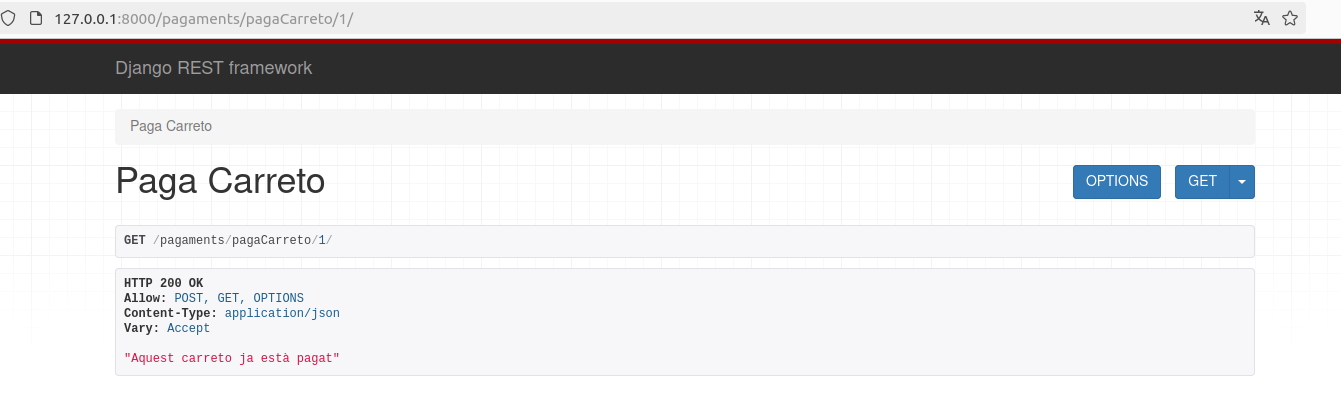 127.0.0.1:8000/pagaments/pagaCarreto/1/
Django REST framework
Paga Carreto
Paga Carreto
OPTIONS
GET
GET /pagaments/pagaCarreto/1/
HTTP 200 OK
Allow: POST, GET, OPTIONS
Content-Type: application/json
Vary: Accept
"Aquest carreto ja està pagat"